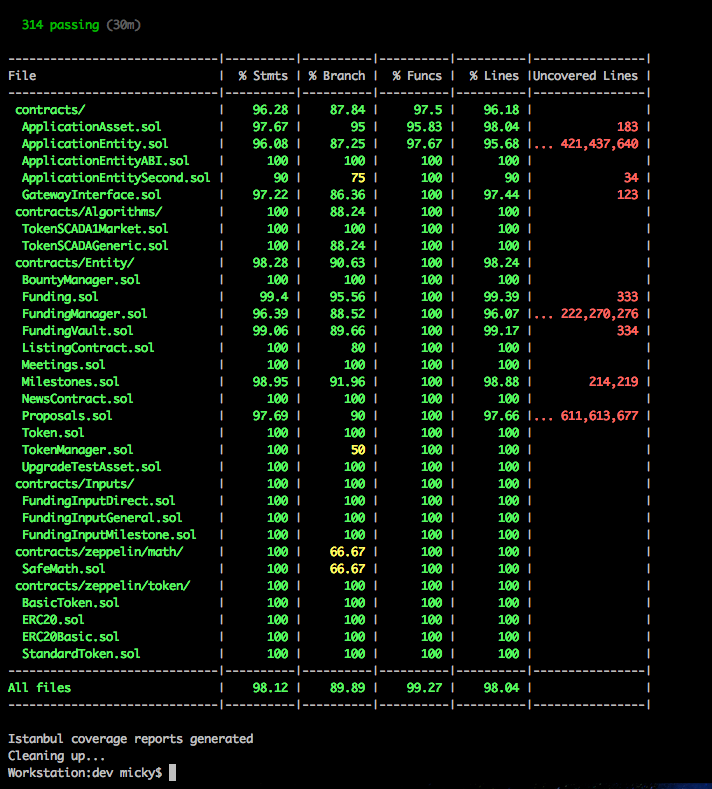 314 passing (30m)
----------------------------|----------|----------|----------|----------|----------------|
File                        |  % Stmts | % Branch |  % Funcs |  % Lines |Uncovered Lines |
----------------------------|----------|----------|----------|----------|----------------|
 contracts/                 |    96.28 |    87.84 |     97.5 |    96.18 |                |
  ApplicationAsset.sol      |    97.67 |       95 |    95.83 |    98.04 |            183 |
  ApplicationEntity.sol     |    96.08 |    87.25 |    97.67 |    95.68 |... 421,437,640 |
  ApplicationEntityABI.sol  |      100 |      100 |      100 |      100 |                |
  ApplicationEntitySecond.sol |     90 |       75 |      100 |       90 |             34 |
  GatewayInterface.sol      |    97.22 |    86.36 |      100 |    97.44 |            123 |
 contracts/Algorithms/      |      100 |    88.24 |      100 |      100 |                |
  TokenSCADA1Market.sol     |      100 |      100 |      100 |      100 |                |
  TokenSCADAGeneric.sol     |      100 |    88.24 |      100 |      100 |                |
 contracts/Entity/          |    98.28 |    90.63 |      100 |    98.24 |                |
  BountyManager.sol         |      100 |      100 |      100 |      100 |                |
  Funding.sol               |     99.4 |    95.56 |      100 |    99.39 |            333 |
  FundingManager.sol        |    96.39 |    88.52 |      100 |    96.07 |... 222,270,276 |
  FundingVault.sol          |    99.06 |    89.66 |      100 |    99.17 |            334 |
  ListingContract.sol       |      100 |       80 |      100 |      100 |                |
  Meetings.sol              |      100 |      100 |      100 |      100 |                |
  Milestones.sol            |    98.95 |    91.96 |      100 |    98.88 |        214,219 |
  NewsContract.sol          |      100 |      100 |      100 |      100 |                |
  Proposals.sol             |    97.69 |       90 |      100 |    97.66 |... 611,613,677 |
  Token.sol                 |      100 |      100 |      100 |      100 |                |
  TokenManager.sol          |      100 |       50 |      100 |      100 |                |
  UpgradeTestAsset.sol      |      100 |      100 |      100 |      100 |                |
 contracts/Inputs/          |      100 |      100 |      100 |      100 |                |
  FundingInputDirect.sol    |      100 |      100 |      100 |      100 |                |
  FundingInputGeneral.sol   |      100 |      100 |      100 |      100 |                |
  FundingInputMilestone.sol |      100 |      100 |      100 |      100 |                |
 contracts/zeppelin/math/   |      100 |    66.67 |      100 |      100 |                |
  SafeMath.sol              |      100 |    66.67 |      100 |      100 |                |
 contracts/zeppelin/token/  |      100 |      100 |      100 |      100 |                |
  BasicToken.sol            |      100 |      100 |      100 |      100 |                |
  ERC20.sol                 |      100 |      100 |      100 |      100 |                |
  ERC20Basic.sol            |      100 |      100 |      100 |      100 |                |
  StandardToken.sol         |      100 |      100 |      100 |      100 |                |
----------------------------|----------|----------|----------|----------|----------------|
All files                   |    98.12 |    89.89 |    99.27 |    98.04 |                |
----------------------------|----------|----------|----------|----------|----------------|
Istanbul coverage reports generated
Cleaning up...
Workstation:dev micky$